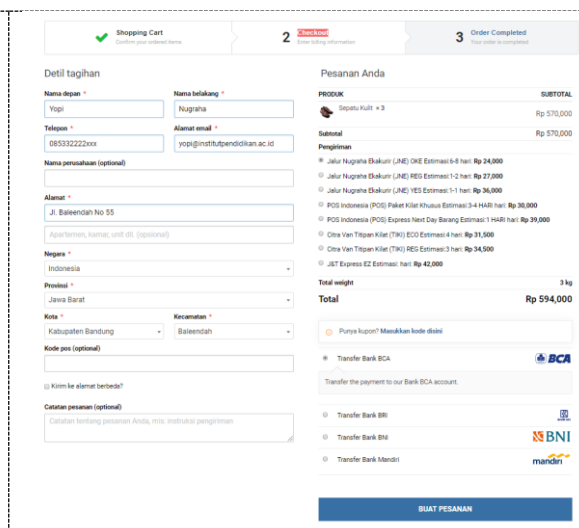 Shopping Cart
Confirm your ordered items
2
Checkout
Enter billing information
3
Order Completed
Your order is completed
Detil tagihan
Nama depan *
Nama belakang *
Yopi
Nugraha
Telepon *
Alamat email *
085332222xxx
yopi@institutpendidikan.ac.id
Nama perusahaan (optional)
Alamat *
Jl. Baleendah No 55
Apartemen, kamar, unit dll. (opsional)
Negara *
Indonesia
Provinsi *
Jawa Barat
Kota *
Kecamatan *
Kabupaten Bandung
Baleendah
Kode pos (optional)
Kirim ke alamat berbeda?
Catatan pesanan (optional)
Catatan tentang pesanan Anda, mis: instruksi pengiriman
Pesanan Anda
PRODUK SUBTOTAL
Sepatu Kulit × 3 Rp 570,000
Subtotal Rp 570,000
Pengiriman
Jalur Nugraha Ekakurir (JNE) OKE Estimasi:6-8 hari: Rp 24,000
Jalur Nugraha Ekakurir (JNE) REG Estimasi:1-2 hari: Rp 27,000
Jalur Nugraha Ekakurir (JNE) YES Estimasi:1-1 hari: Rp 36,000
POS Indonesia (POS) Paket Kilat Khusus Estimasi:3-4 HARI hari: Rp 30,000
POS Indonesia (POS) Express Next Day Barang Estimasi:1 HARI hari: Rp 39,000
Citra Van Titipan Kilat (TIKI) ECO Estimasi:4 hari: Rp 31,500
Citra Van Titipan Kilat (TIKI) REG Estimasi:3 hari: Rp 34,500
J&T Express EZ Estimasi: hari: Rp 42,000
Total weight 3 kg
Total Rp 594,000
Punya kupon? Masukkan kode disini
Transfer Bank BCA BCA
Transfer the payment to our Bank BCA account.
Transfer Bank BRI
Transfer Bank BNI BNI
Transfer Bank Mandiri mandiri
BUAT PESANAN